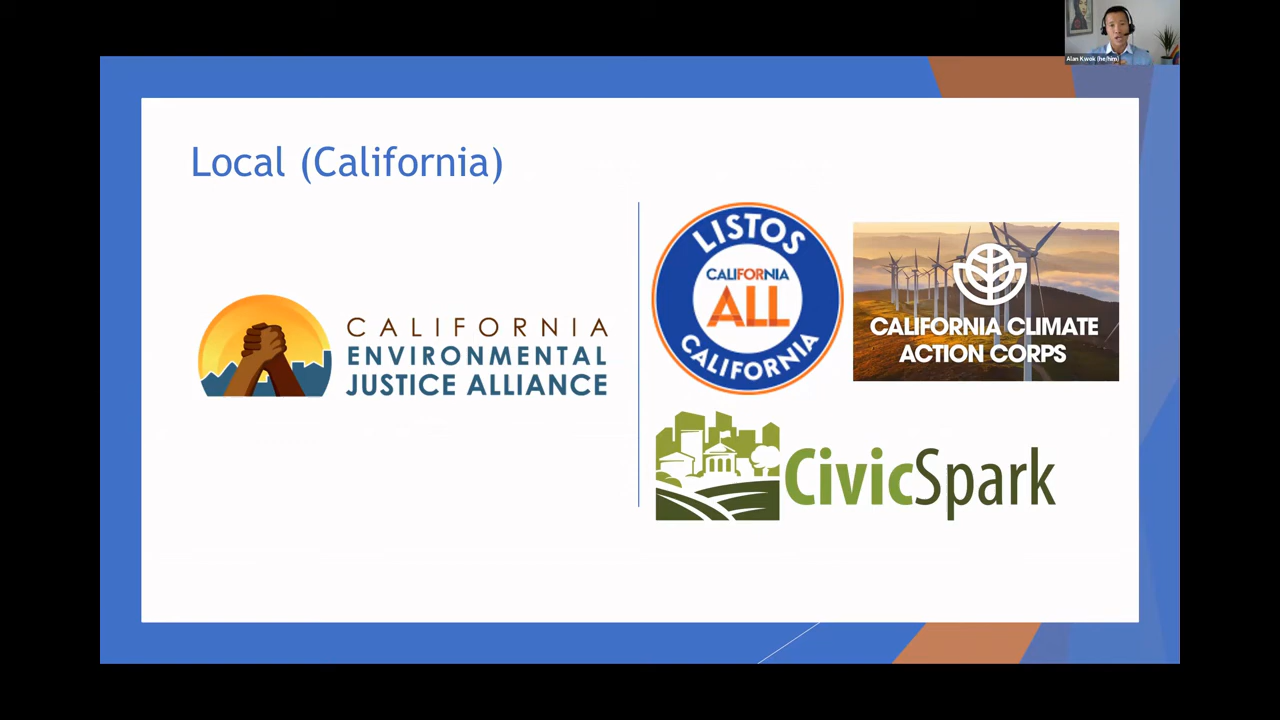 Alan Kwok (he/him)
Local (California)
CALIFORNIA
ENVIRONMENTAL
JUSTICE ALLIANCE
LISTOS
CALIFORNIA
ALL
CALIFORNIA
CALIFORNIA CLIMATE
ACTION CORPS
CivicSpark